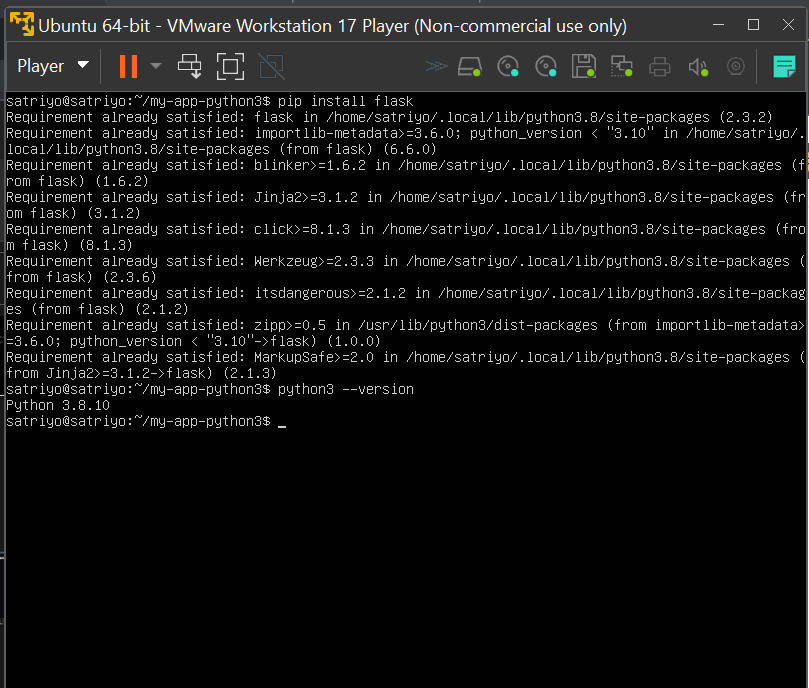 Ubuntu 64-bit - VMware Workstation 17 Player (Non-commercial use only)
Player
satriyo@satriyo:~/my-app-python3$ pip install flask
Requirement already satisfied: flask in /home/satriyo/.local/lib/python3.8/site-packages (2.3.2)
Requirement already satisfied: importlib-metadata>=3.6.0; python_version < "3.10" in /home/satriyo/.
local/lib/python3.8/site-packages (from flask) (6.6.0)
Requirement already satisfied: blinker>=1.6.2 in /home/satriyo/.local/lib/python3.8/site-packages (f
rom flask) (1.6.2)
Requirement already satisfied: Jinja2>=3.1.2 in /home/satriyo/.local/lib/python3.8/site-packages (fr
om flask) (3.1.2)
Requirement already satisfied: click>=8.1.3 in /home/satriyo/.local/lib/python3.8/site-packages (fro
m flask) (8.1.3)
Requirement already satisfied: Werkzeug>=2.3.3 in /home/satriyo/.local/lib/python3.8/site-packages (
from flask) (2.3.6)
Requirement already satisfied: itsdangerous>=2.1.2 in /home/satriyo/.local/lib/python3.8/site-packag
es (from flask) (2.1.2)
Requirement already satisfied: zipp>=0.5 in /usr/lib/python3/dist-packages (from importlib-metadata>
=3.6.0; python_version < "3.10"->flask) (1.0.0)
Requirement already satisfied: MarkupSafe>=2.0 in /home/satriyo/.local/lib/python3.8/site-packages (
from Jinja2>=3.1.2->flask) (2.1.3)
satriyo@satriyo:~/my-app-python3$ python3 --version
Python 3.8.10
satriyo@satriyo:~/my-app-python3$ _